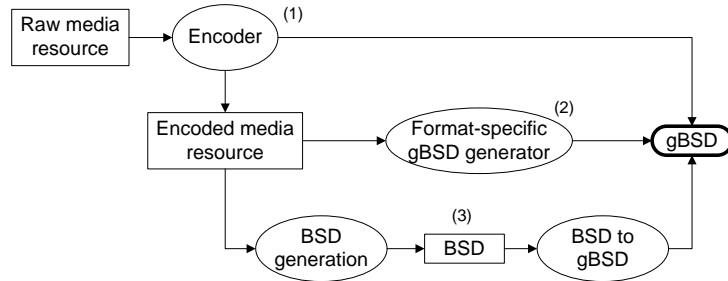 Raw media
resource
Encoder
(1)
Encoded media
resource
Format-specific
gBSD generator
(2)
gBSD
BSD
generation
(3)
BSD
BSD to
gBSD